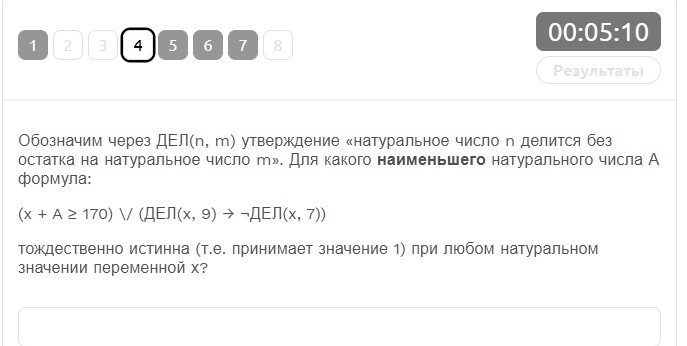 1 2 3 4 5 6 7 8
00:05:10
Результаты
Обозначим через ДЕЛ(n, m) утверждение «натуральное число n делится без
остатка на натуральное число m». Для какого наименьшего натурального числа А
формула:
(x + A ≥ 170) \/ (ДЕЛ(x, 9) → ¬ДЕЛ(x, 7))
тождественно истинна (т.е. принимает значение 1) при любом натуральном
значении переменной х?